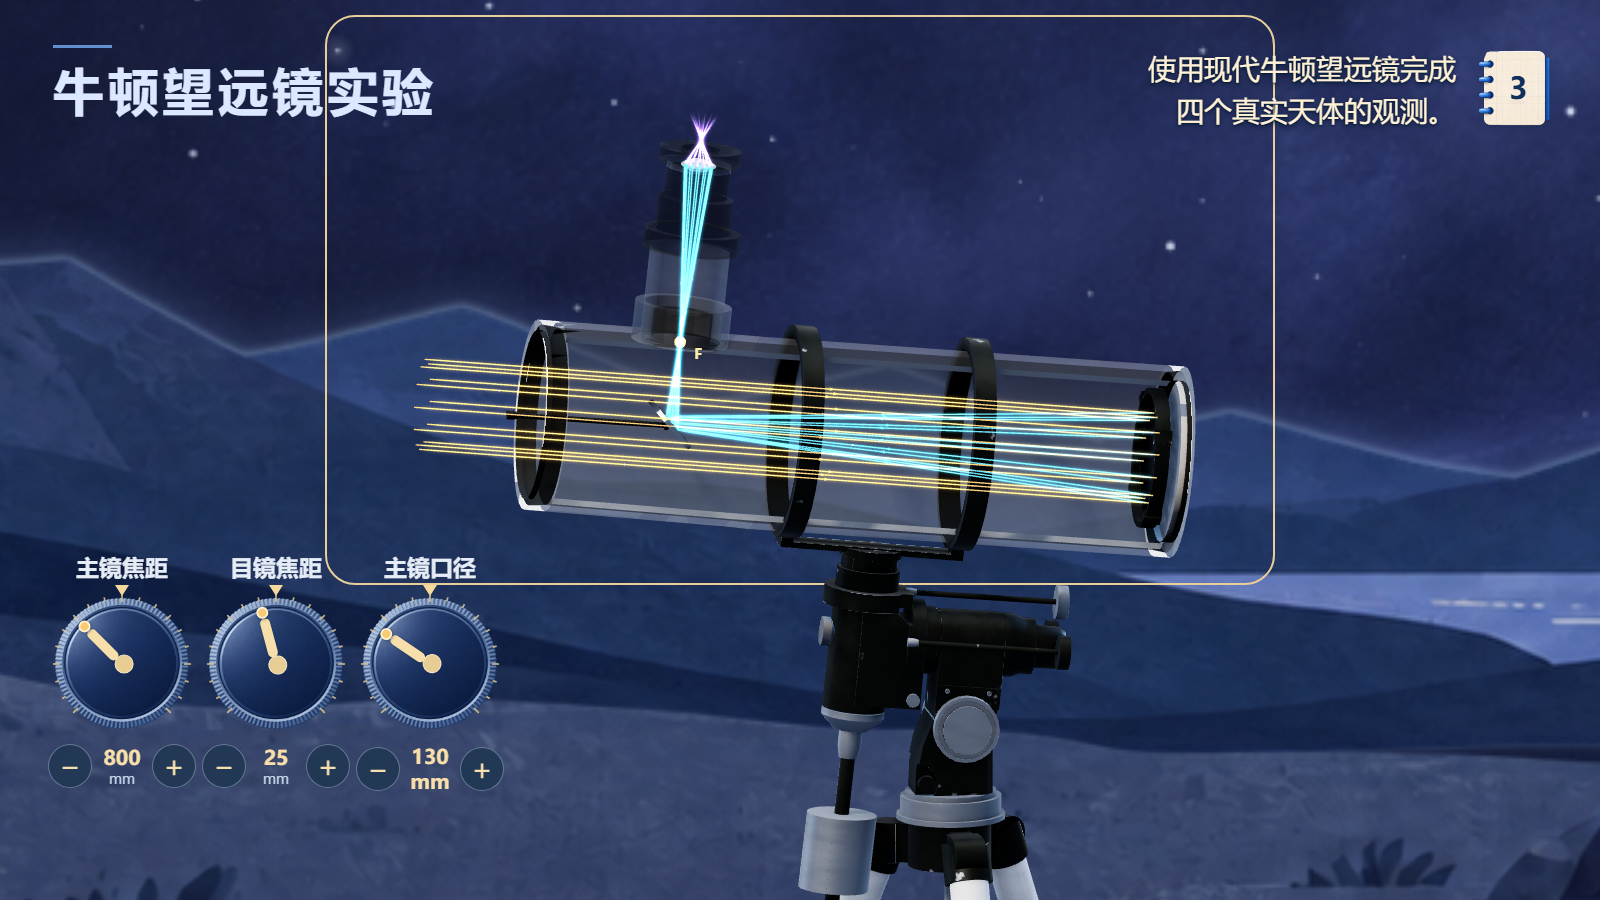 牛顿望远镜实验
使用现代牛顿望远镜完成
四个真实天体的观测。
3
F
主镜焦距
目镜焦距
主镜口径
− 800 mm +
− 25 mm +
− 130 mm +